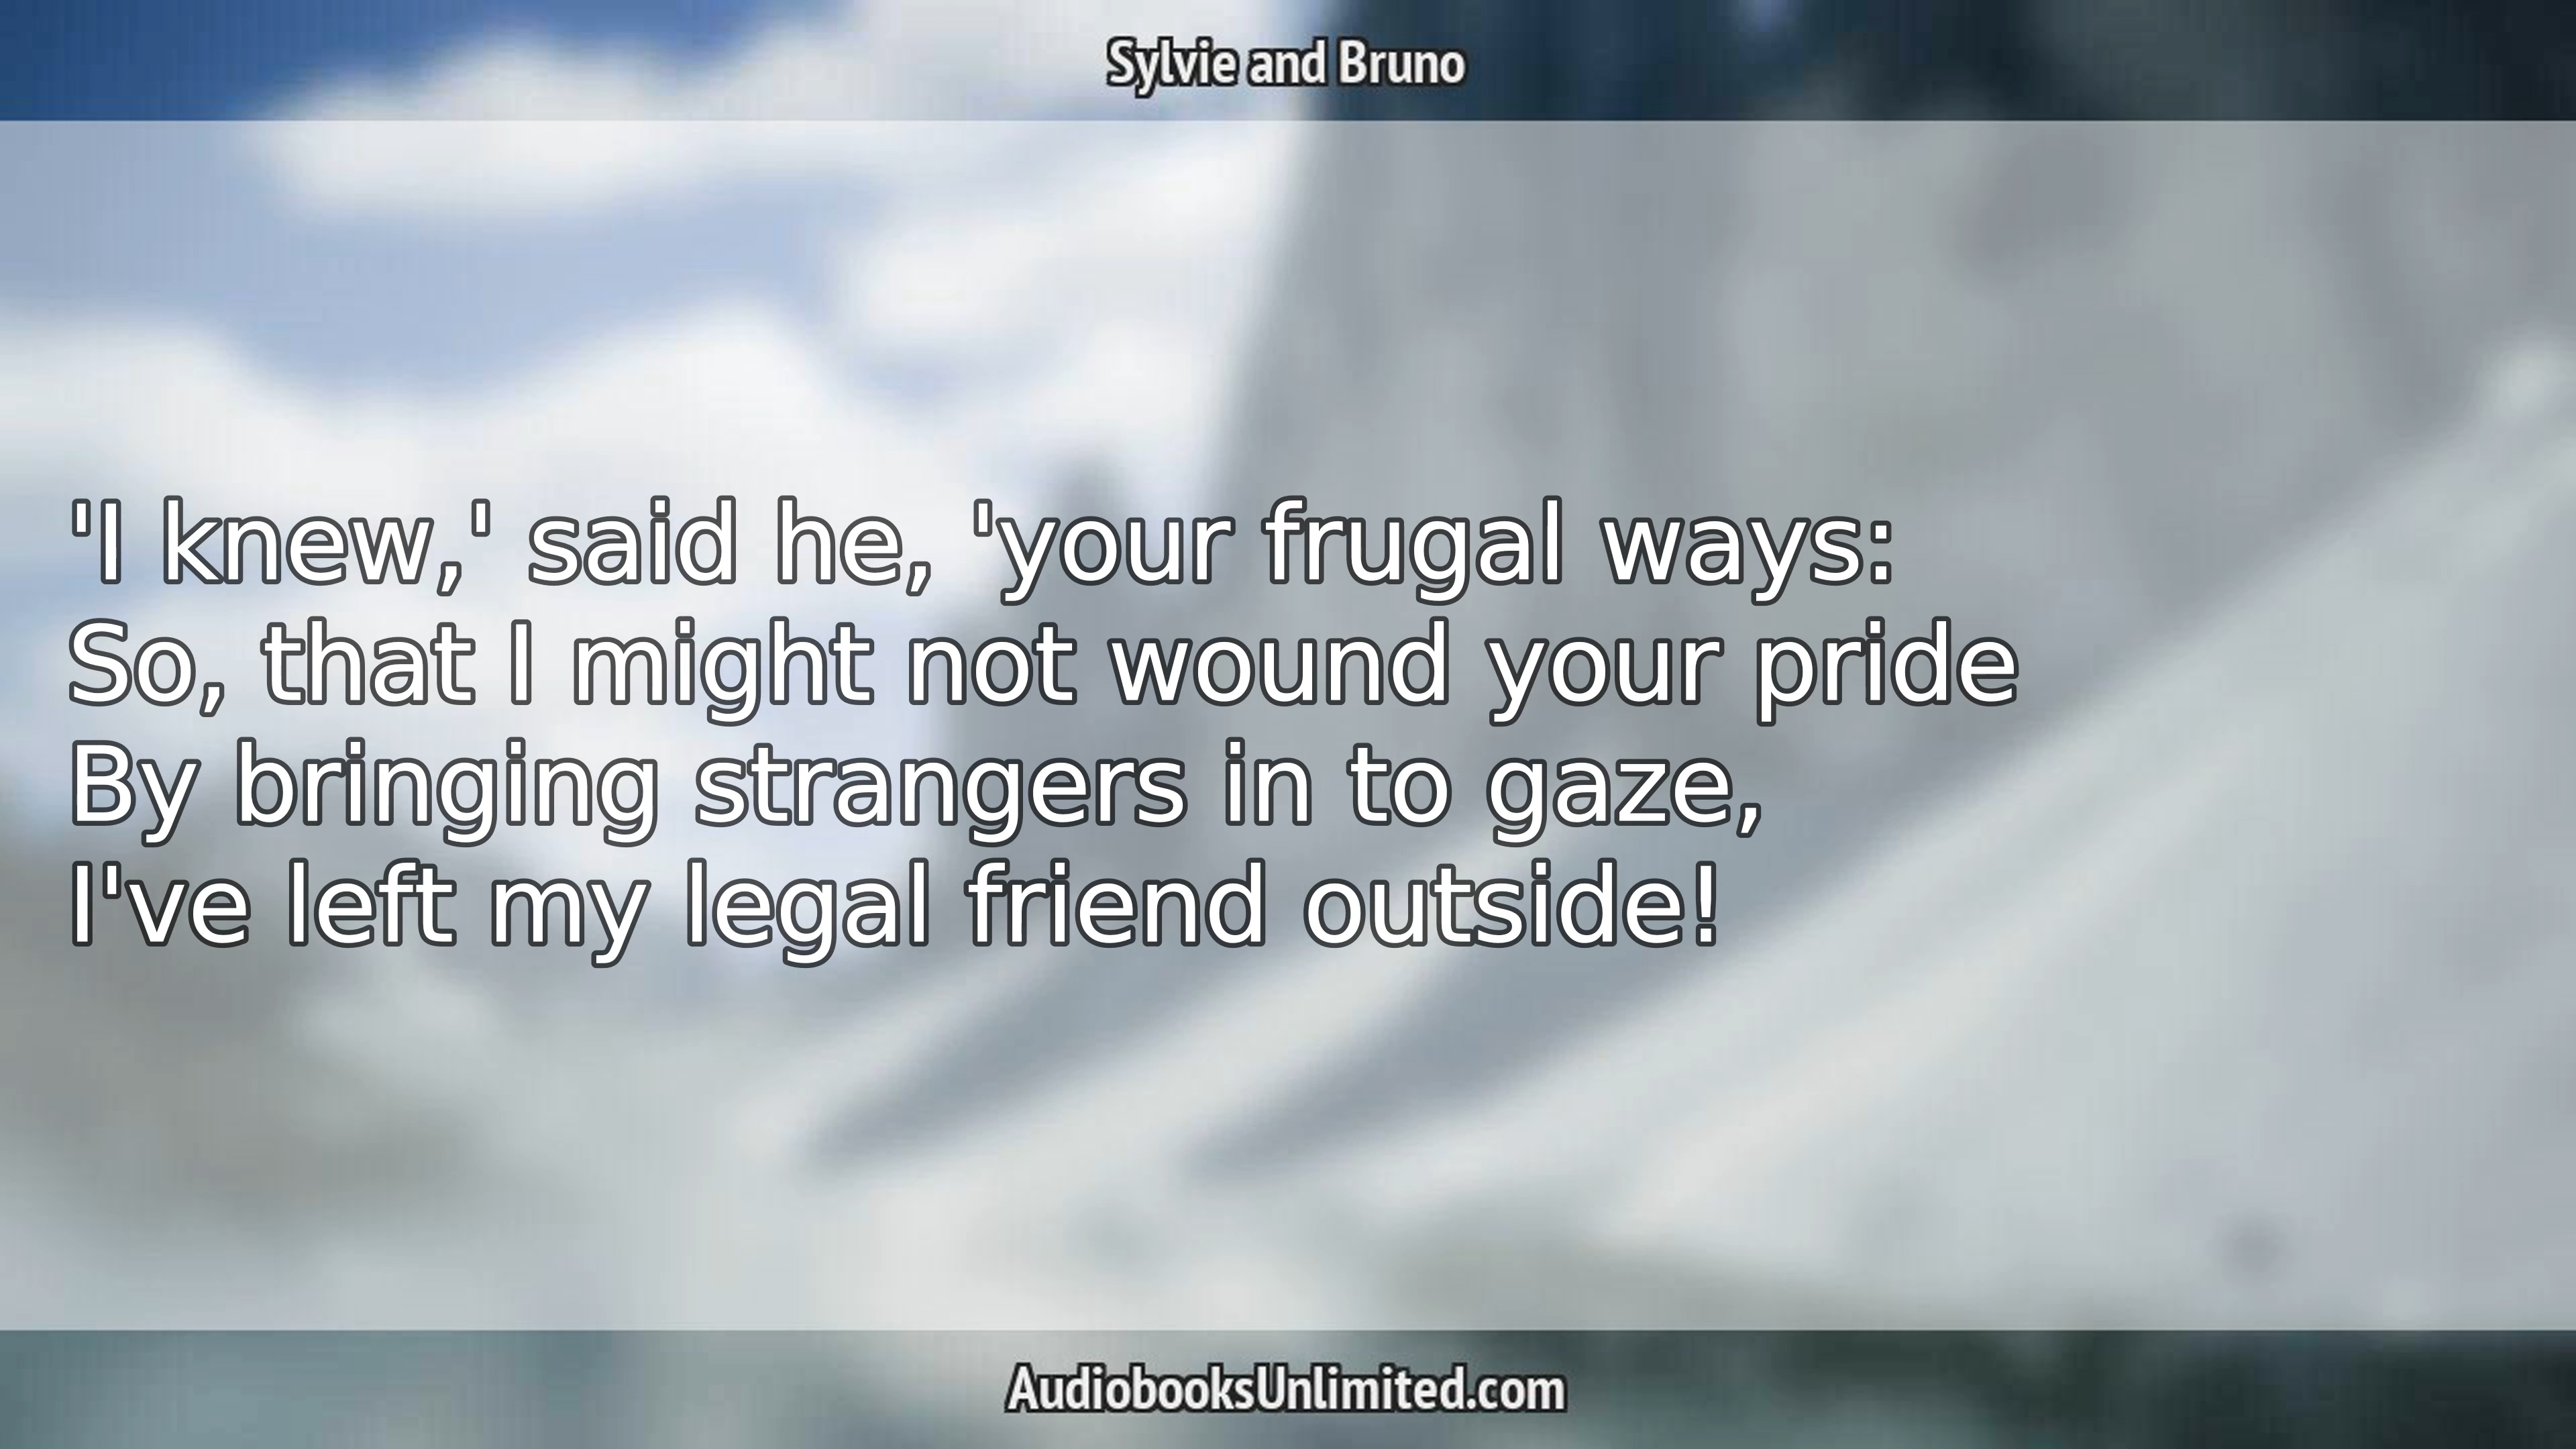 Sylvie and Bruno
'I knew,' said he, 'your frugal ways:
So, that I might not wound your pride
By bringing strangers in to gaze,
I've left my legal friend outside!
AudiobooksUnlimited.com